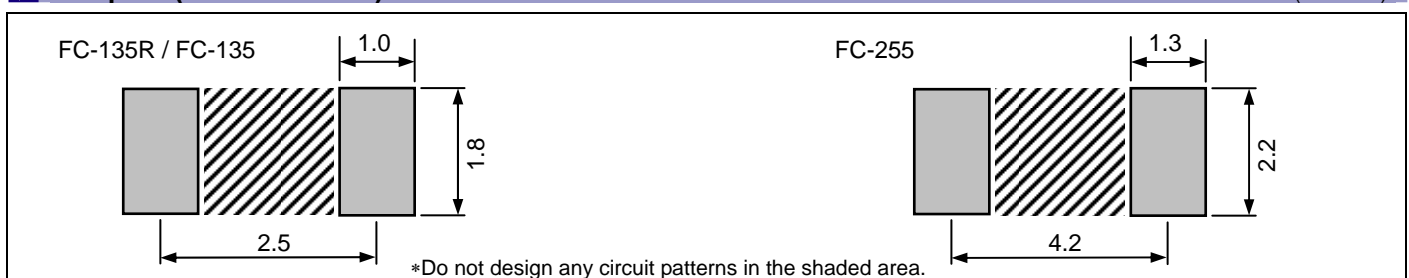 FC-135R / FC-135
1.0
1.8
2.5
FC-255
1.3
2.2
4.2
*Do not design any circuit patterns in the shaded area.